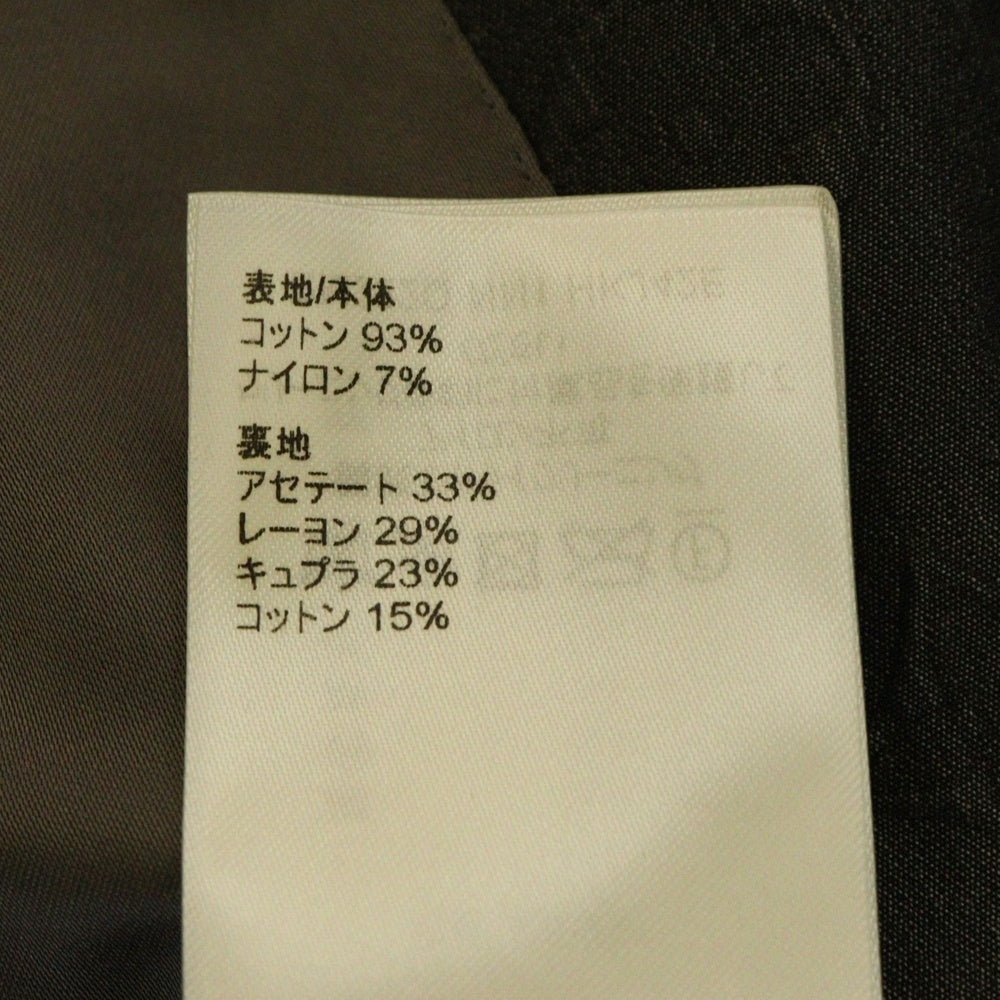 表地/本体
コットン 93%
ナイロン 7%
裏地
アセテート 33%
レーヨン 29%
キュプラ 23%
コットン 15%